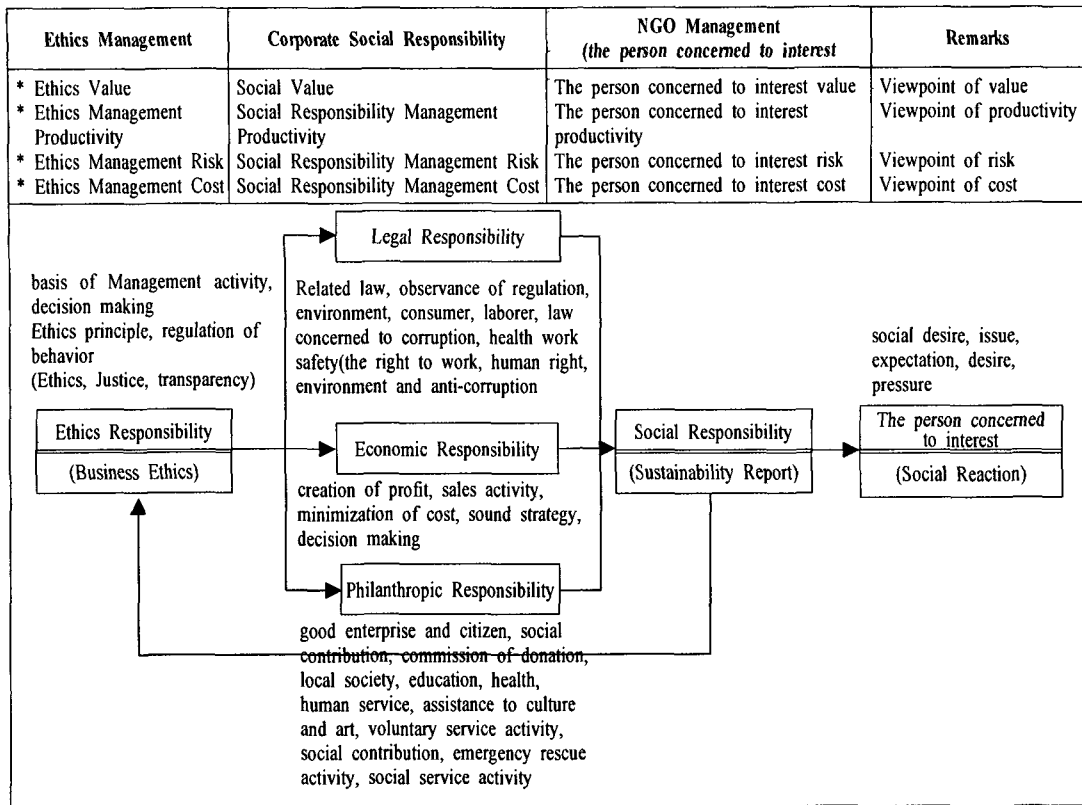 Ethics Management
Corporate Social Responsibility
NGO Management
(the person concerned to interest
Remarks
* Ethics Value
Social Value
The person concerned to interest value
Viewpoint of value
* Ethics Management
Productivity
Social Responsibility Management
Productivity
The person concerned to interest
productivity
Viewpoint of productivity
* Ethics Management Risk
Social Responsibility Management Risk
The person concerned to interest risk
Viewpoint of risk
* Ethics Management Cost
Social Responsibility Management Cost
The person concerned to interest cost
Viewpoint of cost
basis of Management activity,
decision making
Ethics principle, regulation of
behavior
(Ethics, Justice, transparency)
Ethics Responsibility
(Business Ethics)
Legal Responsibility
Related law, observance of regulation,
environment, consumer, laborer, law
concerned to corruption, health work
safety(the right to work, human right,
environment and anti-corruption
Economic Responsibility
creation of profit, sales activity,
minimization of cost, sound strategy,
decision making
Philanthropic Responsibility
good enterprise and citizen, social
contribution, commission of donation,
local society, education, health,
human service, assistance to culture
and art, voluntary service activity,
social contribution, emergency rescue
activity, social service activity
Social Responsibility
(Sustainability Report)
social desire, issue,
expectation, desire,
pressure
The person concerned
to interest
(Social Reaction)